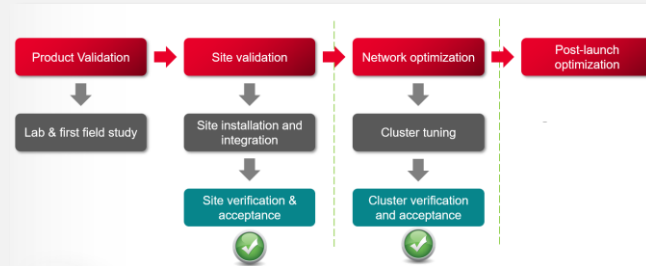 Product Validation
Site validation
Network optimization
Post-launch
optimization
Lab & first field study
Site installation and
integration
Cluster tuning
Site verification &
acceptance
Cluster verification
and acceptance